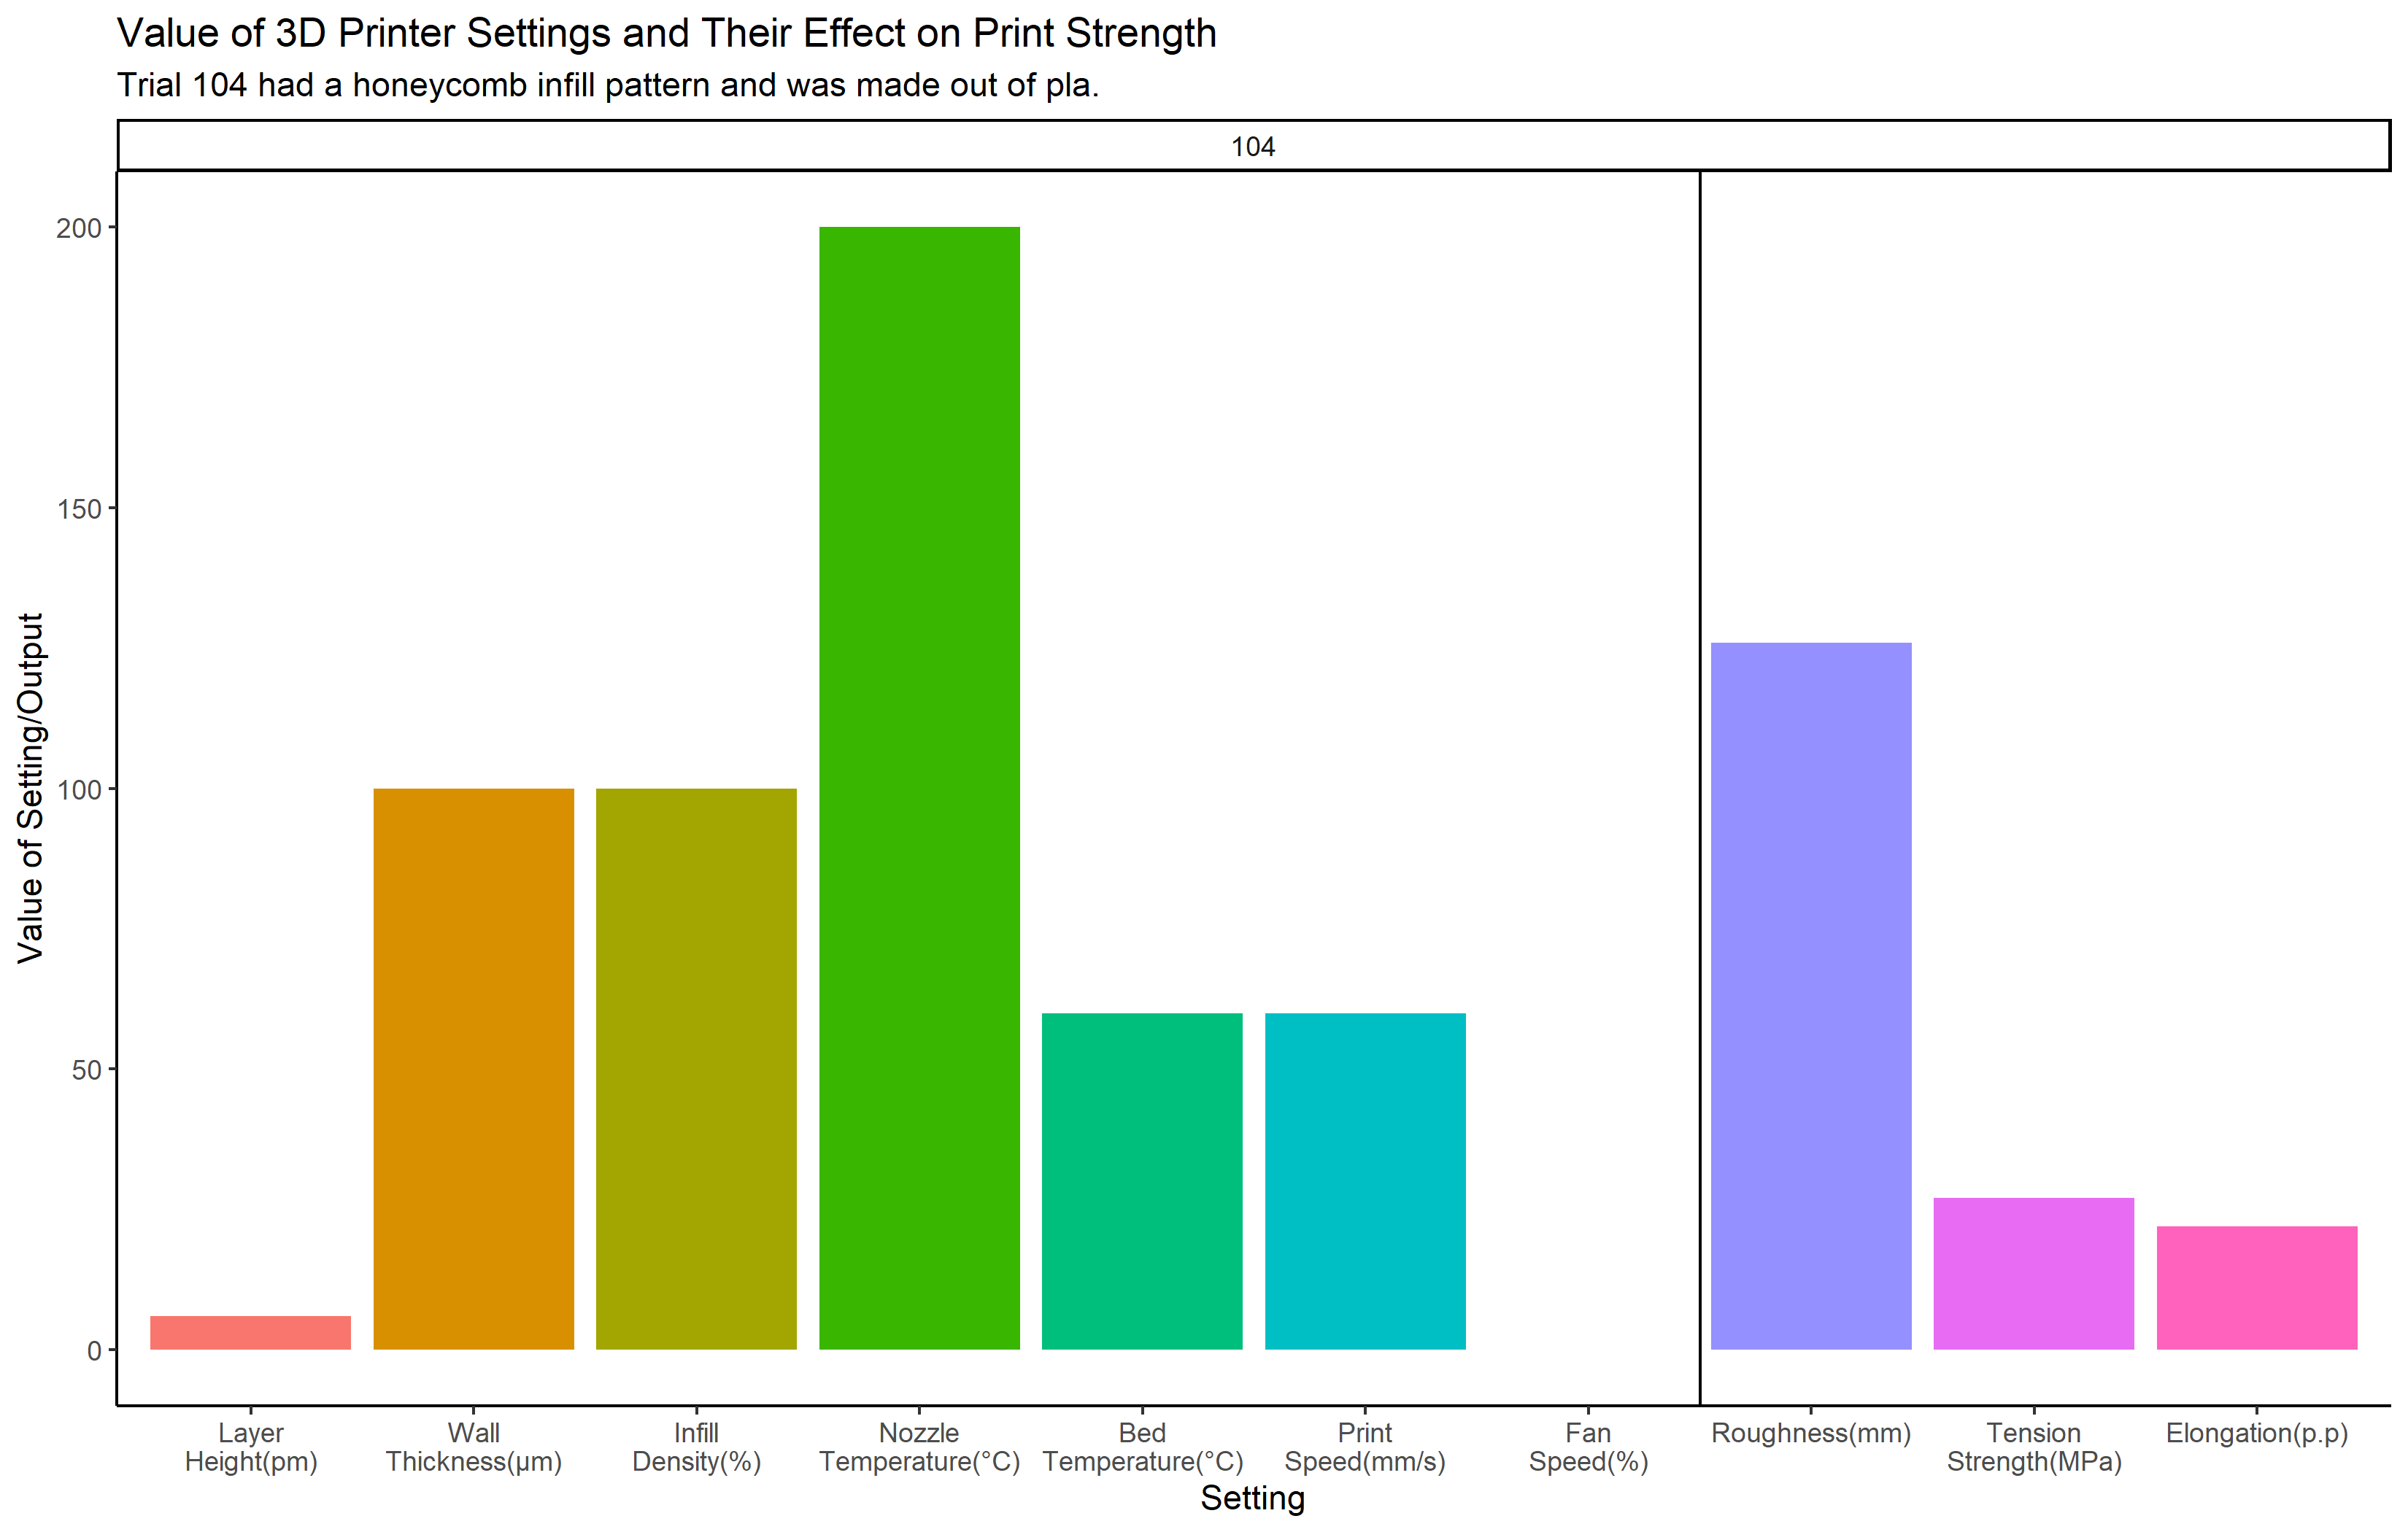 Value of 3D Printer Settings and Their Effect on Print Strength
Trial 104 had a honeycomb infill pattern and was made out of pla.
104
Value of Setting/Output
200
150
100
50
0
Layer
Height(pm)
Wall
Thickness(µm)
Infill
Density(%)
Nozzle
Temperature(°C)
Bed
Temperature(°C)
Print
Speed(mm/s)
Fan
Speed(%)
Roughness(mm)
Tension
Strength(MPa)
Elongation(p.p)
Setting